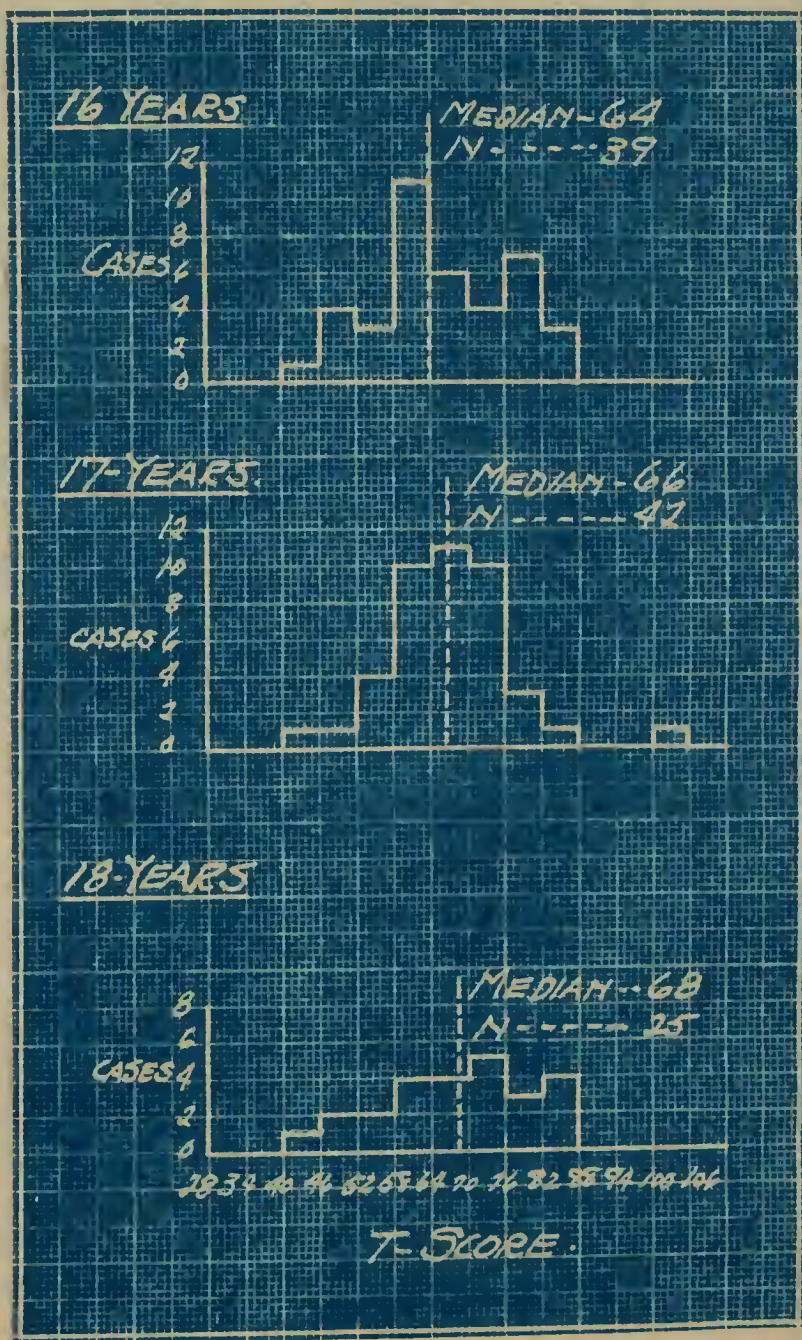 16 YEARS
MEDIAN-64
N-----39
12
10
8
CASES 6
4
2
0
17-YEARS.
MEDIAN-66
N-----42
12
10
8
CASES 6
4
2
0
18-YEARS
MEDIAN--68
N------25
8
6
CASES 4
2
0
28 34 40 46 52 58 64 70 76 82 88 94 100 106
T-SCORE.